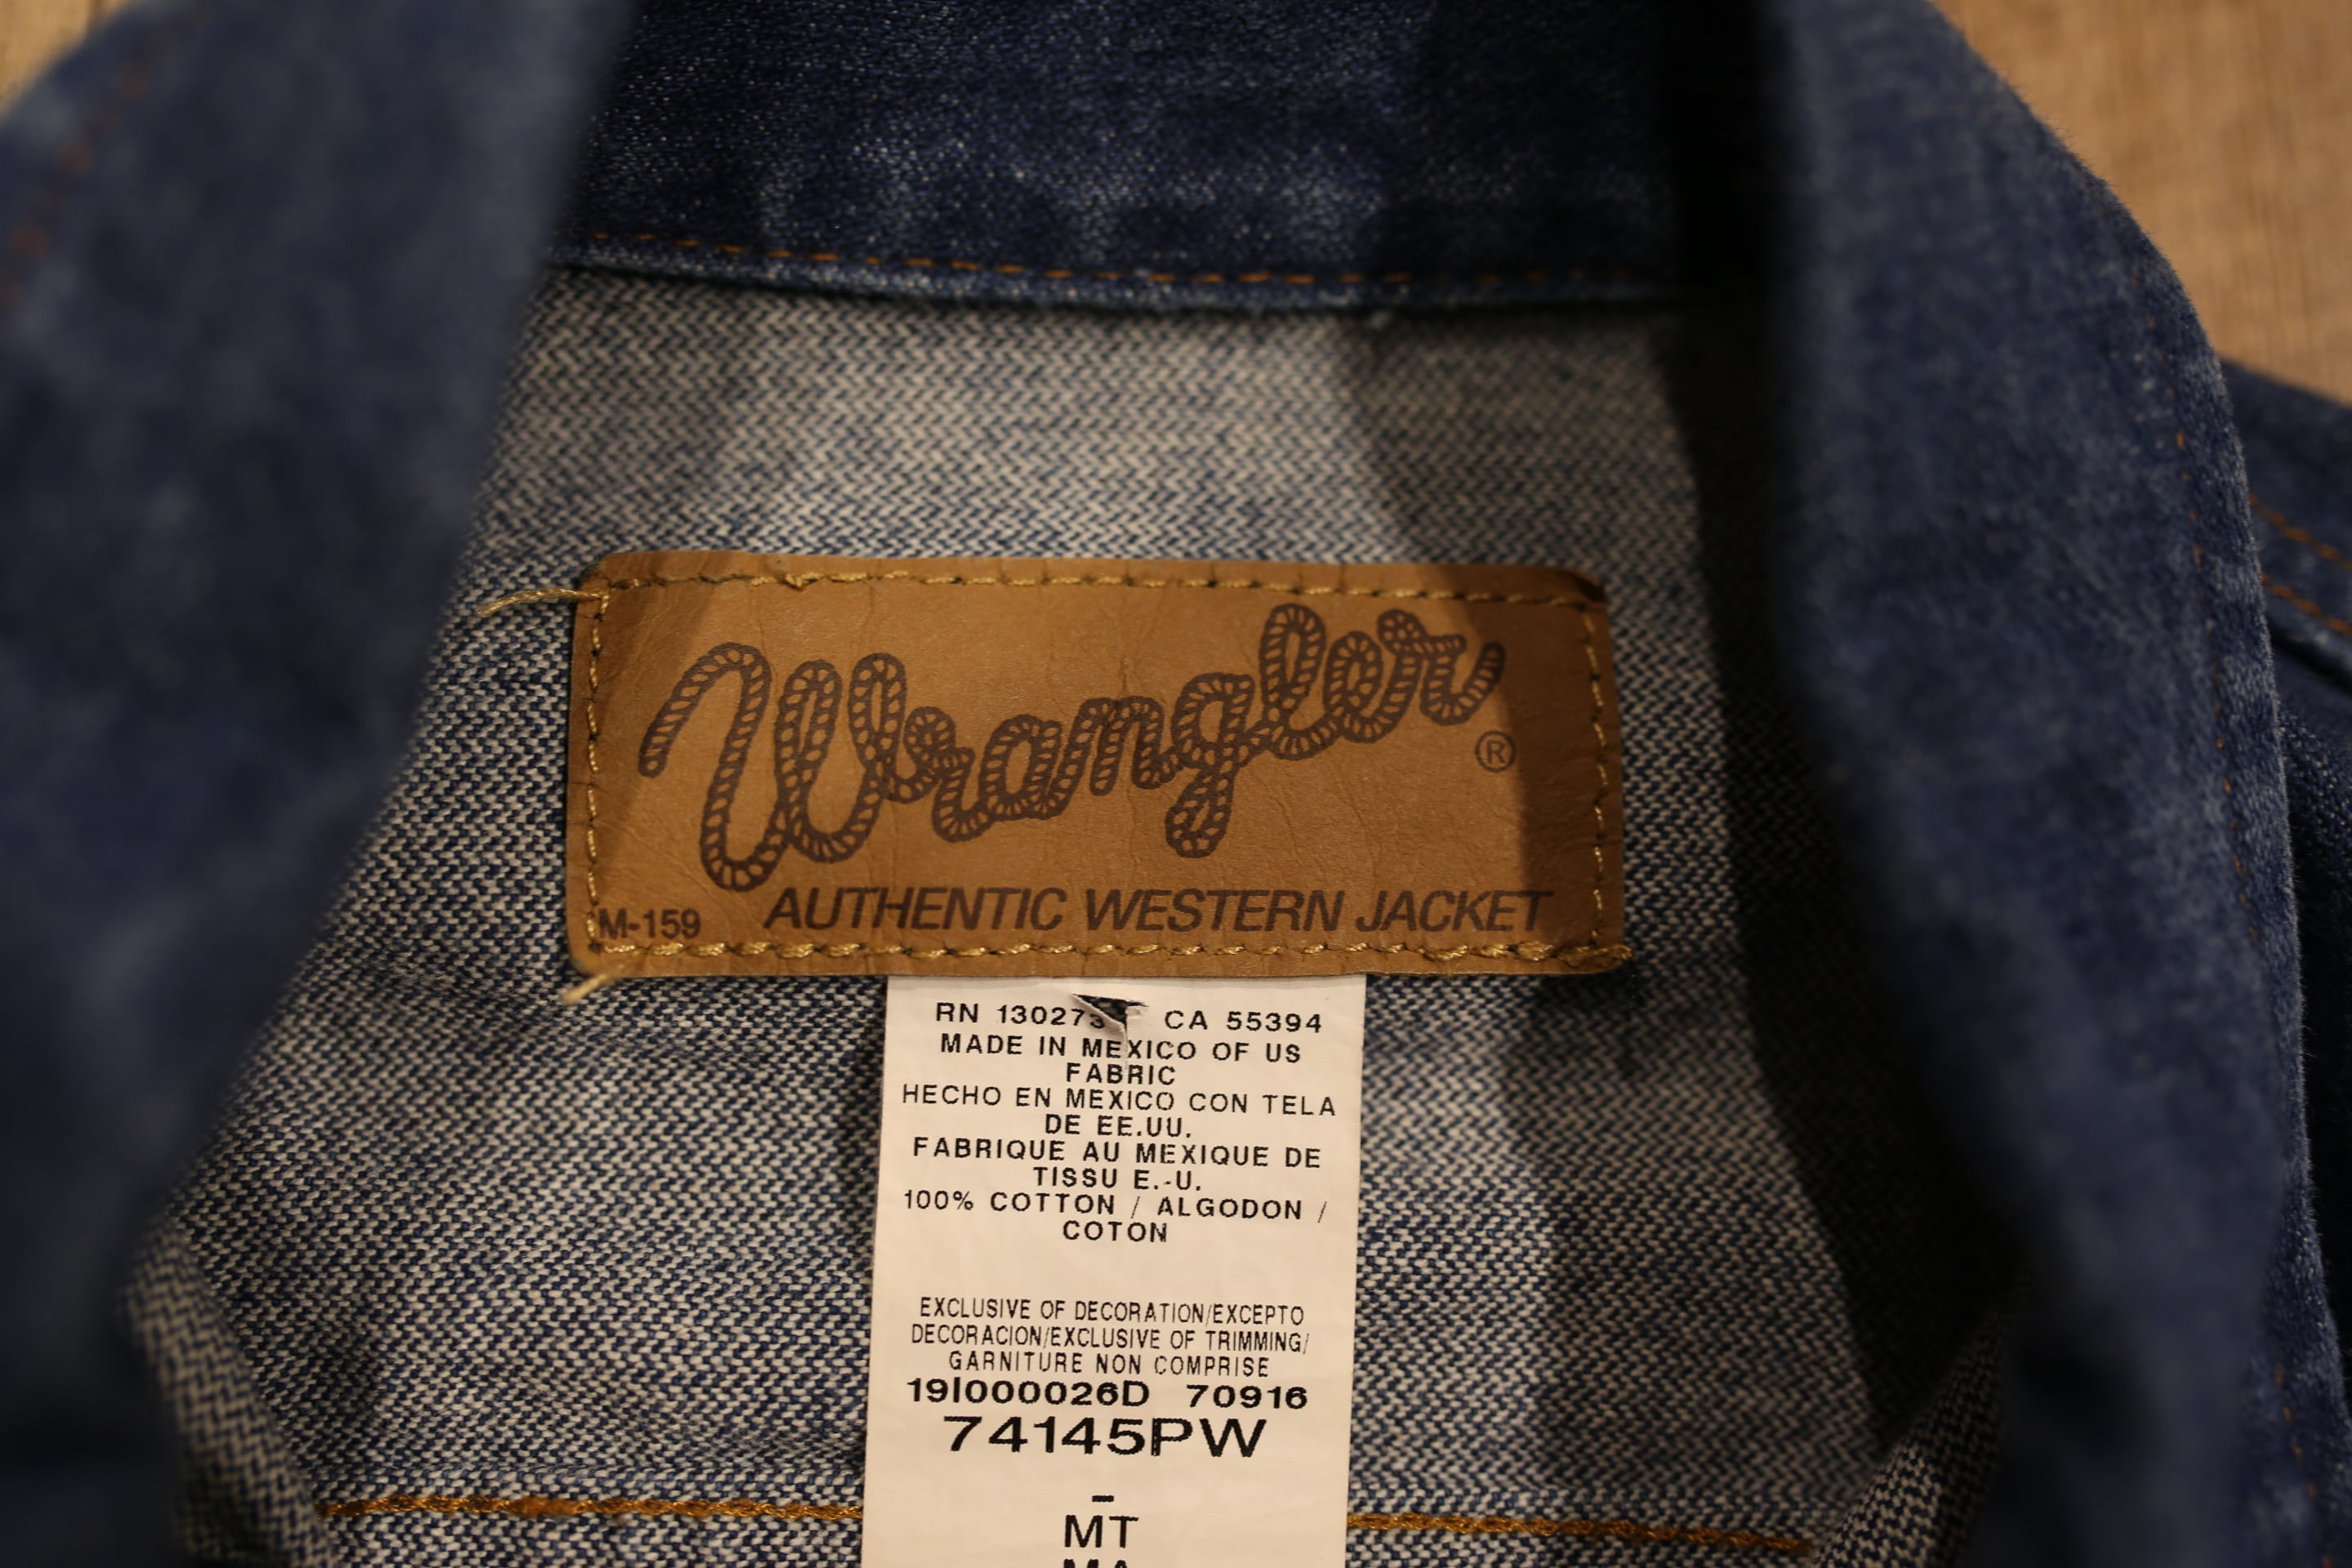 Wrangler
®
M-159 AUTHENTIC WESTERN JACKET
RN 130273 CA 55394
MADE IN MEXICO OF US
FABRIC
HECHO EN MEXICO CON TELA
DE EE.UU.
FABRIQUE AU MEXIQUE DE
TISSU E.-U.
100% COTTON / ALGODON /
COTON
EXCLUSIVE OF DECORATION/EXCEPTO
DECORACION/EXCLUSIVE OF TRIMMING/
GARNITURE NON COMPRISE
19I000026D 70916
74145PW
-
MT